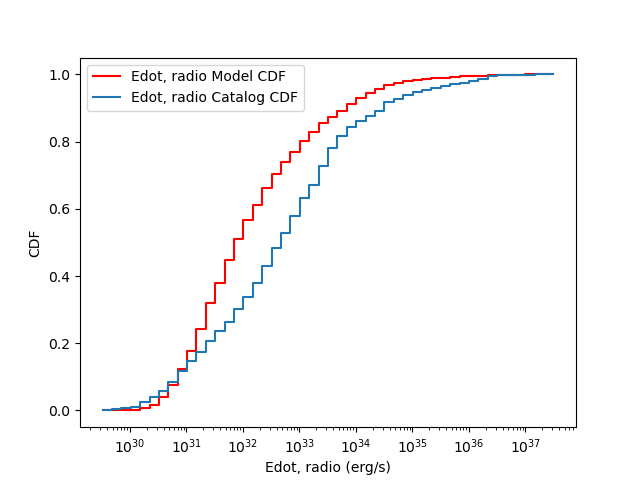 Edot, radio Model CDF
Edot, radio Catalog CDF
1.0
0.8
0.6
0.4
0.2
0.0
CDF
10^30 10^31 10^32 10^33 10^34 10^35 10^36 10^37
Edot, radio (erg/s)